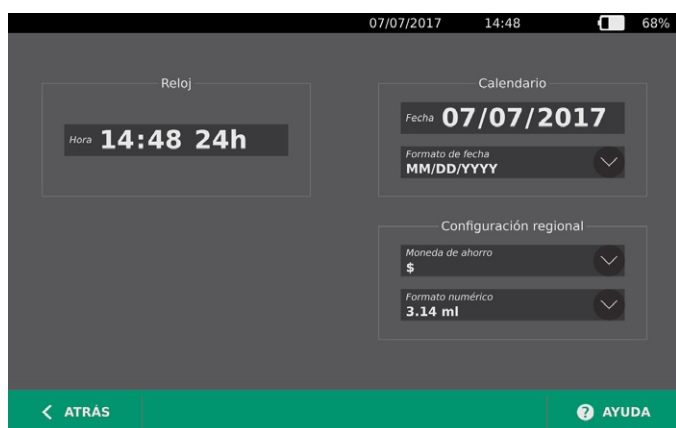 07/07/2017 14:48 68%
Reloj
Hora 14:48 24h
Calendario
Fecha 07/07/2017
Formato de fecha
MM/DD/YYYY
Configuración regional
Moneda de ahorro
$
Formato numérico
3.14 ml
ATRÁS
? AYUDA